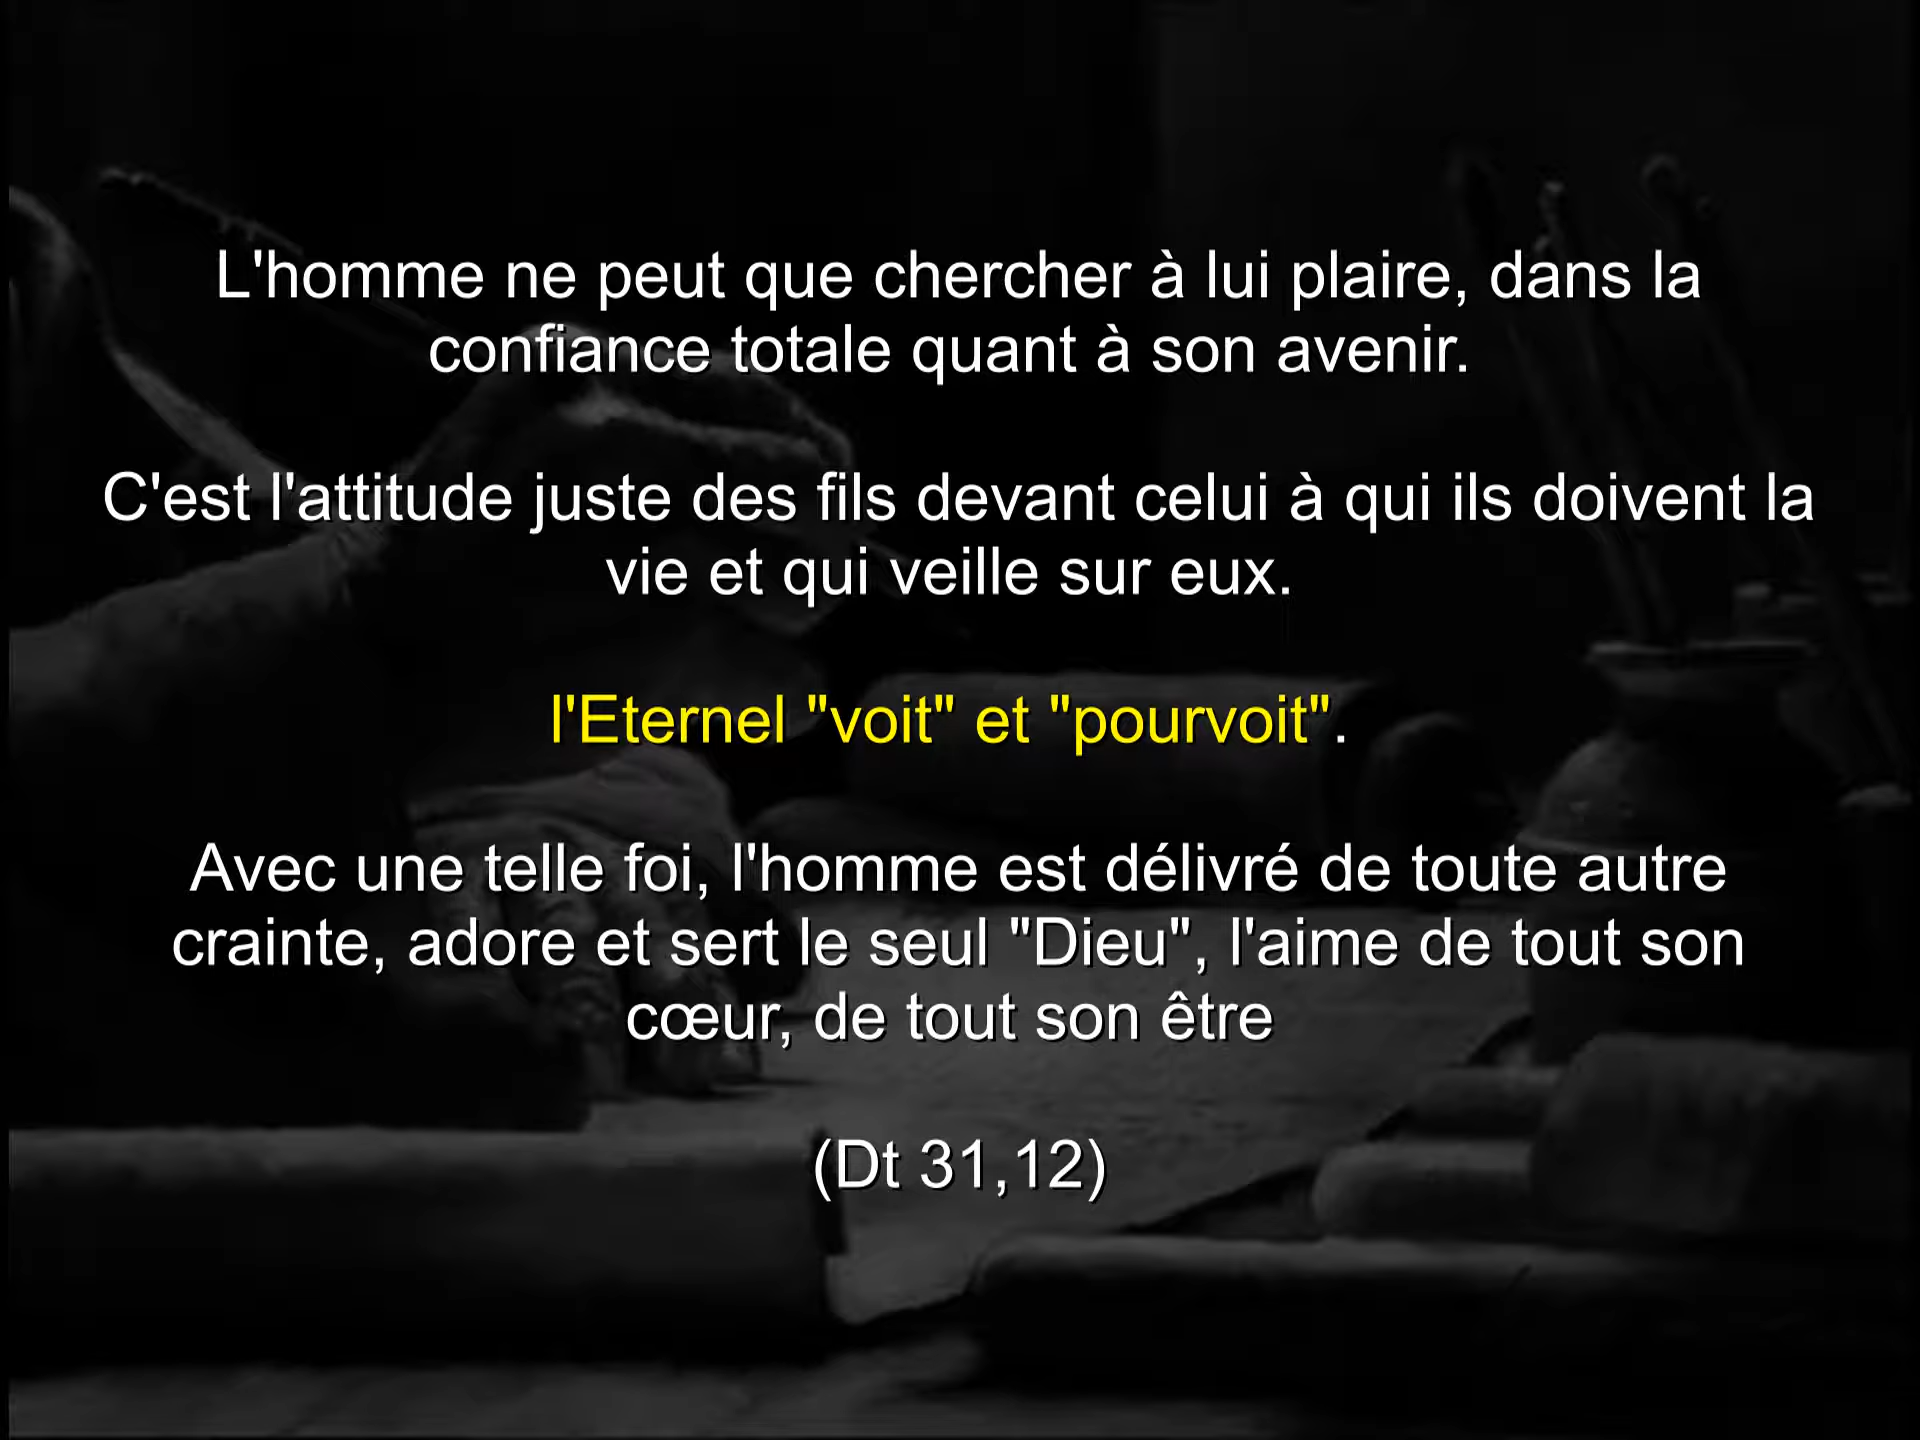 L'homme ne peut que chercher à lui plaire, dans la
confiance totale quant à son avenir.
C'est l'attitude juste des fils devant celui à qui ils doivent la
vie et qui veille sur eux.
l'Eternel "voit" et "pourvoit".
Avec une telle foi, l'homme est délivré de toute autre
crainte, adore et sert le seul "Dieu", l'aime de tout son
cœur, de tout son être
(Dt 31,12)